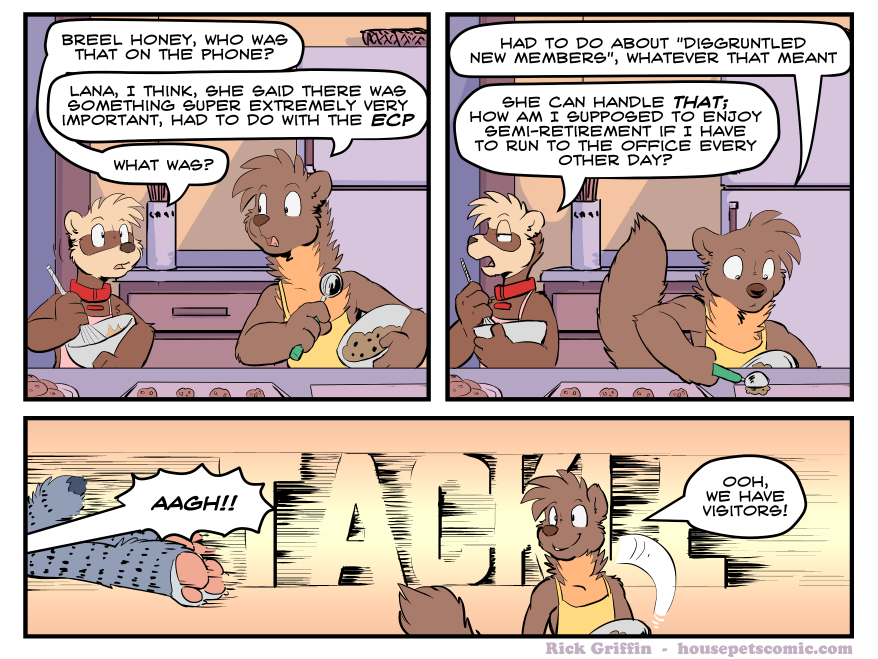 BREEL HONEY, WHO WAS
THAT ON THE PHONE?
LANA, I THINK, SHE SAID THERE WAS
SOMETHING SUPER EXTREMELY VERY
IMPORTANT, HAD TO DO WITH THE ECP
WHAT WAS?
HAD TO DO ABOUT "DISGRUNTLED
NEW MEMBERS", WHATEVER THAT MEANT
SHE CAN HANDLE THAT;
HOW AM I SUPPOSED TO ENJOY
SEMI-RETIREMENT IF I HAVE
TO RUN TO THE OFFICE EVERY
OTHER DAY?
AAGH!!
TACKLE
OOH,
WE HAVE
VISITORS!
Rick Griffin - housepetscomic.com